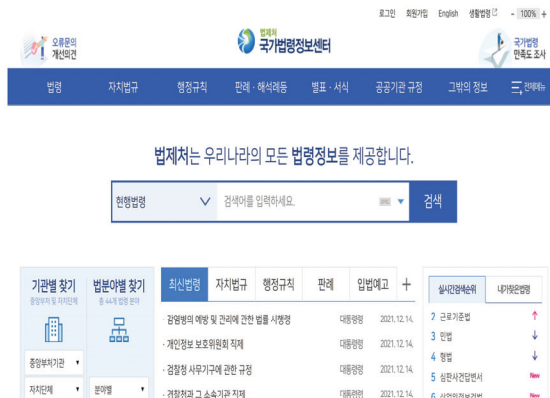 로그인 회원가입 English 생활법령 - 100% +
오류문의
개선의견
법제처
국가법령정보센터
국가법령
만족도 조사
법령 자치법규 행정규칙 판례·해석례등 별표·서식 공공기관 규정 그밖의 정보 전체메뉴
법제처는 우리나라의 모든 법령정보를 제공합니다.
현행법령 검색어를 입력하세요. 검색
기관별 찾기
중앙부처 및 자치단체
중앙부처기관
자치단체
법분야별 찾기
총 44개 법령 분야
분야별
최신법령 자치법규 행정규칙 판례 입법예고 +
· 감염병의 예방 및 관리에 관한 법률 시행령 대통령령 2021. 12. 14.
· 개인정보 보호위원회 직제 대통령령 2021. 12. 14.
· 검찰청 사무기구에 관한 규정 대통령령 2021. 12. 14.
· 검찰청과 그 소속기관 직제 대통령령 2021. 12. 14.
실시간검색순위 내가찾은법령
2 근로기준법
3 민법
4 형법
5 심판사건답변서 New
6 New